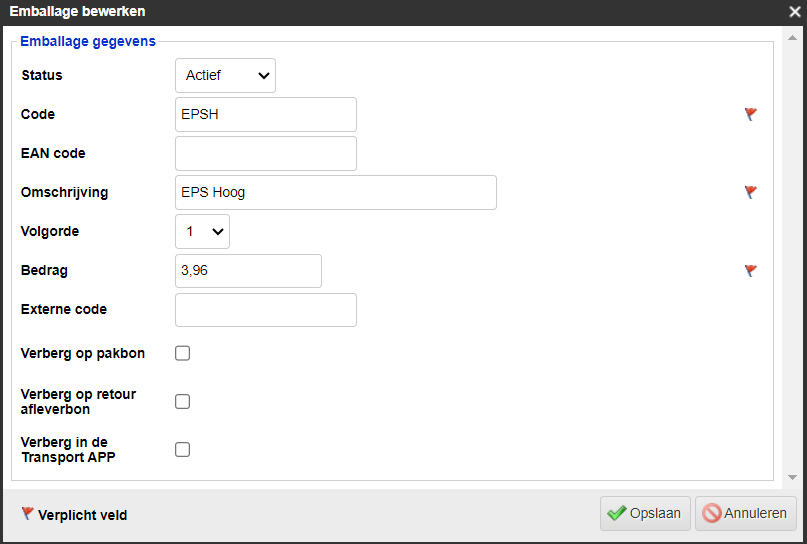 Emballage bewerken
Emballage gegevens
Status Actief
Code EPSH
EAN code
Omschrijving EPS Hoog
Volgorde 1
Bedrag 3,96
Externe code
Verberg op pakbon
Verberg op retour
afleverbon
Verberg in de
Transport APP
Verplicht veld Opslaan Annuleren